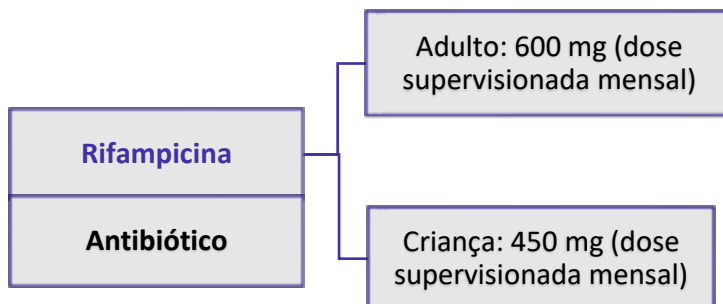 Adulto: 600 mg (dose
supervisionada mensal)
Rifampicina
Antibiótico
Criança: 450 mg (dose
supervisionada mensal)